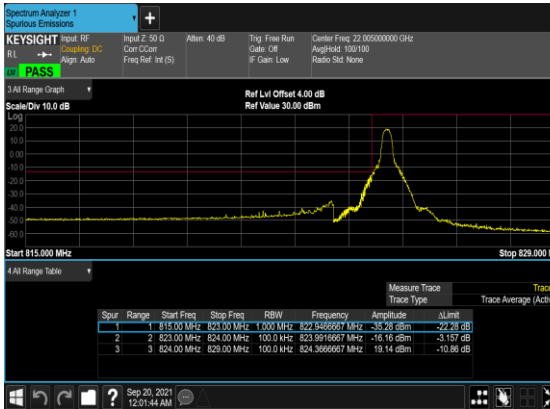 Spectrum Analyzer 1
Spurious Emissions
KEYSIGHT Input: RF Input Z: 50 Ω Atten: 40 dB Trig: Free Run Center Freq: 22.005000000 GHz
RL Coupling: DC Corr CCorr Gate: Off Avg|Hold: 100/100
Align: Auto Freq Ref: Int (S) IF Gain: Low Radio Std: None
PASS
3 All Range Graph
Ref Lvl Offset 4.00 dB
Scale/Div 10.0 dB Ref Value 30.00 dBm
Log
20.0
10.0
0.00
-10.0
-20.0
-30.0
-40.0
-50.0
-60.0
Start 815.000 MHz Stop 829.000
4 All Range Table
Measure Trace Trace
Trace Type Trace Average (Acti
Spur Range Start Freq Stop Freq RBW Frequency Amplitude ΔLimit
1 1 815.00 MHz 823.00 MHz 1.000 MHz 822.9466667 MHz -35.28 dBm -22.28 dB
2 2 823.00 MHz 824.00 MHz 100.0 kHz 823.9916667 MHz -16.16 dBm -3.157 dB
3 3 824.00 MHz 829.00 MHz 100.0 kHz 824.3666667 MHz 19.14 dBm -10.86 dB
Sep 20, 2021
12:01:44 AM